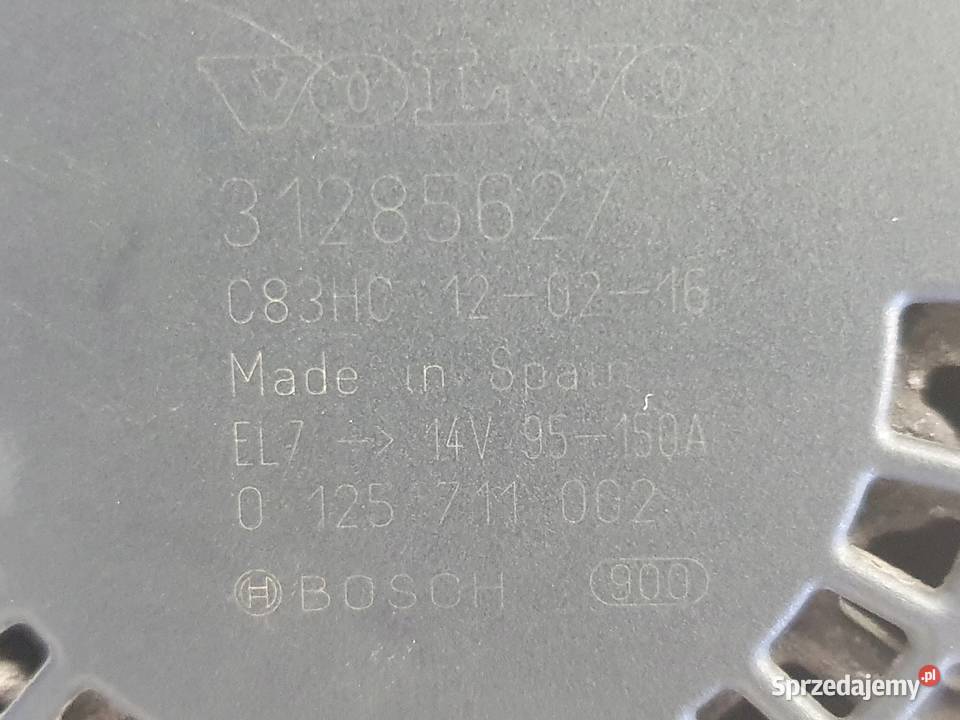 VOLVO
31285627
C83HC 12-02-16
Made in Spain
EL7 → 14V 95-150A
0 125 711 002
BOSCH 900
Sprzedajemy.pl